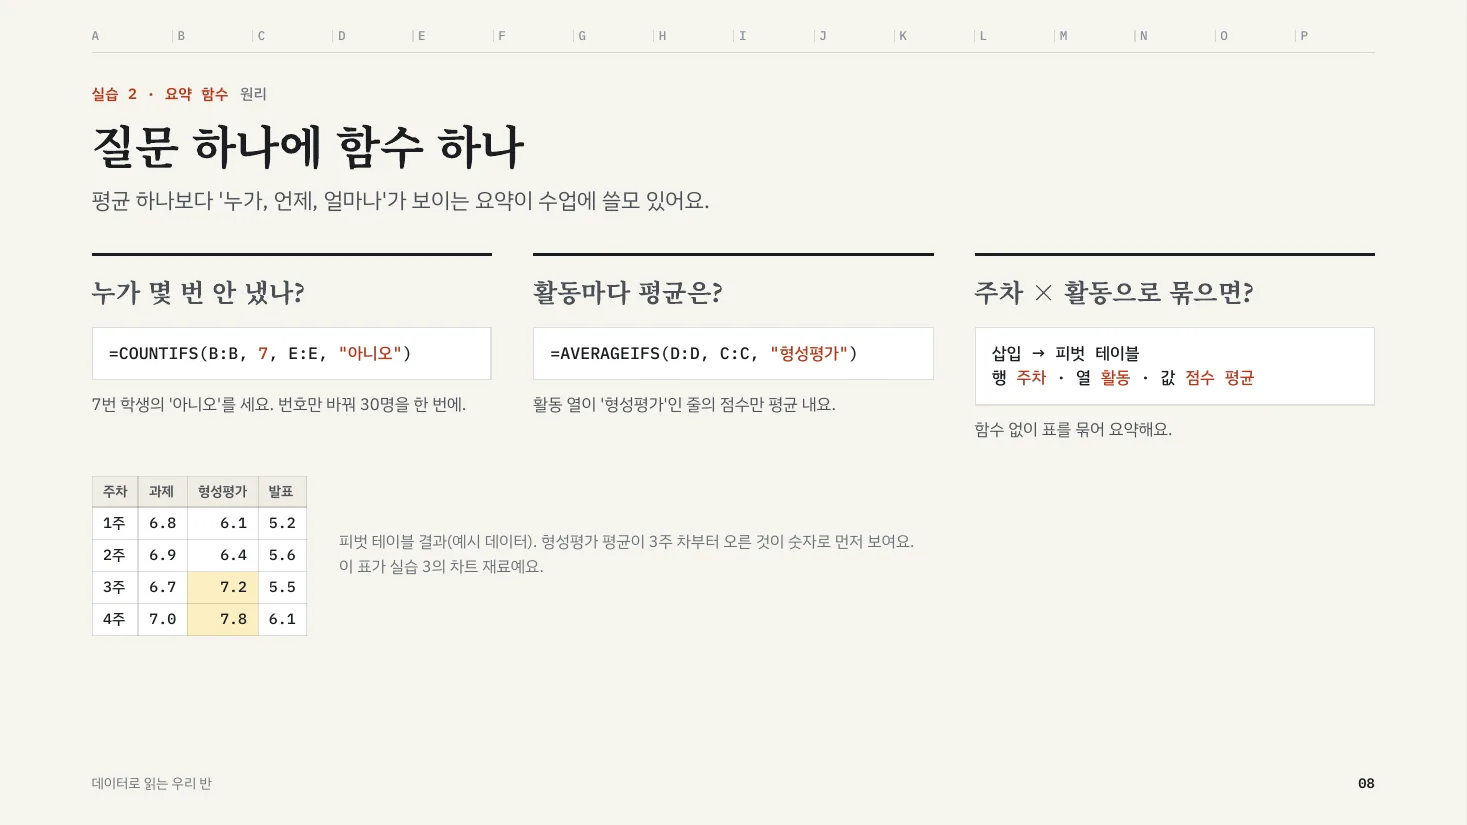 A B C D E F G H I J K L M N O P
실습 2 · 요약 함수 원리
질문 하나에 함수 하나
평균 하나보다 '누가, 언제, 얼마나'가 보이는 요약이 수업에 쓸모 있어요.
누가 몇 번 안 냈나?
=COUNTIFS(B:B, 7, E:E, "아니오")
7번 학생의 '아니오'를 세요. 번호만 바꿔 30명을 한 번에.
활동마다 평균은?
=AVERAGEIFS(D:D, C:C, "형성평가")
활동 열이 '형성평가'인 줄의 점수만 평균 내요.
주차 × 활동으로 묶으면?
삽입 → 피벗 테이블
행 주차 · 열 활동 · 값 점수 평균
함수 없이 표를 묶어 요약해요.
주차 과제 형성평가 발표
1주 6.8 6.1 5.2
2주 6.9 6.4 5.6
3주 6.7 7.2 5.5
4주 7.0 7.8 6.1
피벗 테이블 결과(예시 데이터). 형성평가 평균이 3주 차부터 오른 것이 숫자로 먼저 보여요.
이 표가 실습 3의 차트 재료예요.
데이터로 읽는 우리 반
08